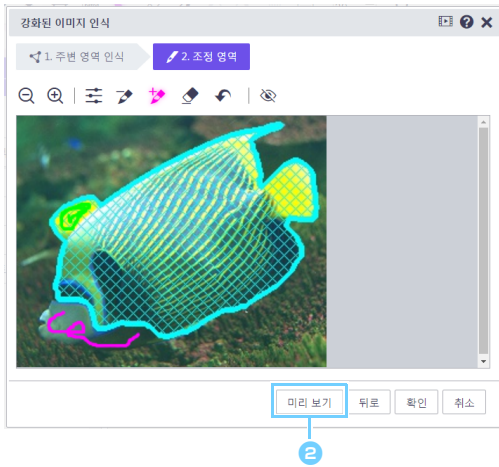 강화된 이미지 인식
1. 주변 영역 인식
2. 조정 영역
미리 보기
뒤로
확인
취소
2